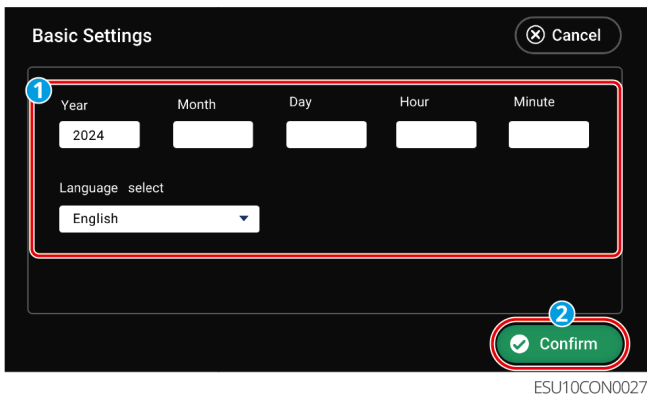 Basic Settings
Cancel
1
Year Month Day Hour Minute
2024
Language select
English
2
Confirm
ESU10CON0027